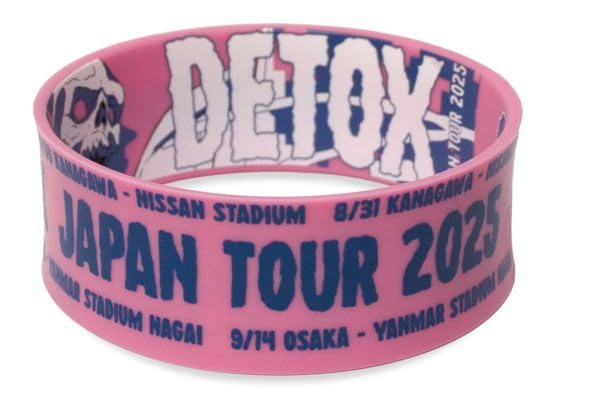 DETOX
N TOUR 2025
KANAGAWA - NISSAN STADIUM 8/31 KANAGAWA -
JAPAN TOUR 2025
YANMAR STADIUM NAGAI 9/14 OSAKA - YANMAR STADIUM